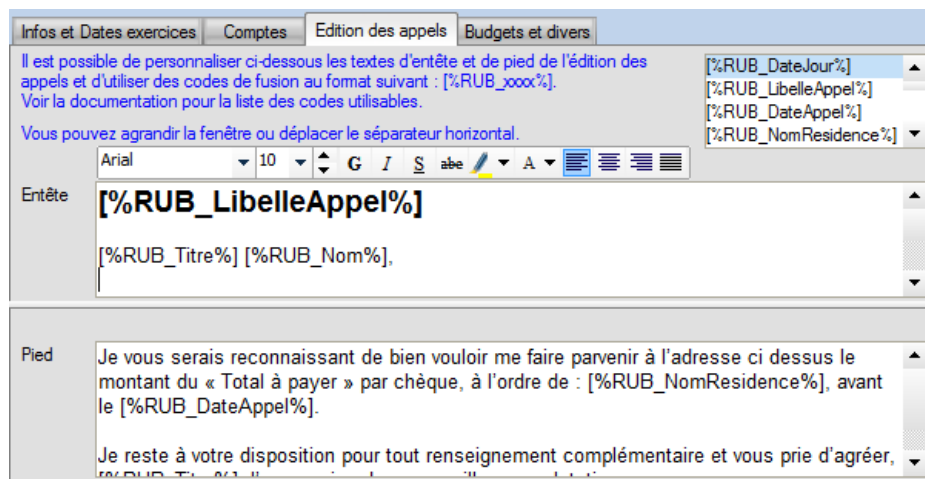 Infos et Dates exercices Comptes Edition des appels Budgets et divers
Il est possible de personnaliser ci-dessous les textes d'entête et de pied de l'édition des
appels et d'utiliser des codes de fusion au format suivant : [%RUB_xxxx%].
Voir la documentation pour la liste des codes utilisables.
Vous pouvez agrandir la fenêtre ou déplacer le séparateur horizontal.
[%RUB_DateJour%]
[%RUB_LibelleAppel%]
[%RUB_DateAppel%]
[%RUB_NomResidence%]
Arial 10 G I S abc A
Entête
[%RUB_LibelleAppel%]
[%RUB_Titre%] [%RUB_Nom%],
Pied
Je vous serais reconnaissant de bien vouloir me faire parvenir à l'adresse ci dessus le
montant du « Total à payer » par chèque, à l'ordre de : [%RUB_NomResidence%], avant
le [%RUB_DateAppel%].
Je reste à votre disposition pour tout renseignement complémentaire et vous prie d'agréer,